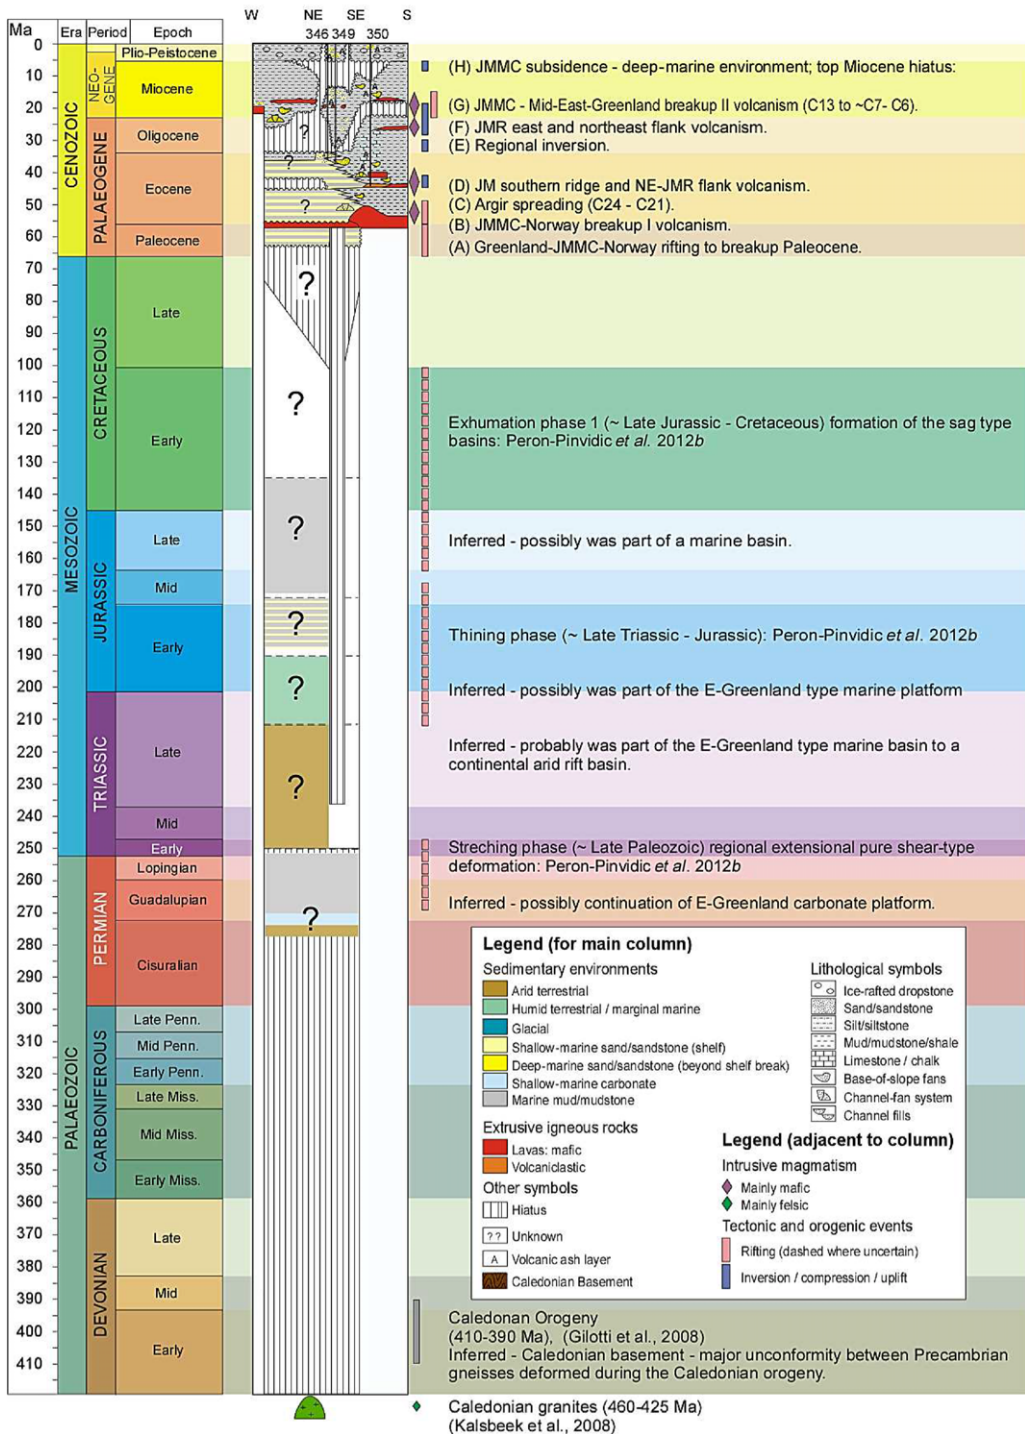 W NE SE S
346 349 350
Ma Era Period Epoch
0
10
20
30
40
50
60
70
80
90
100
110
120
130
140
150
160
170
180
190
200
210
220
230
240
250
260
270
280
290
300
310
320
330
340
350
360
370
380
390
400
410
CENOZOIC
MESOZOIC
PALAEOZOIC
NEO-
GENE
PALAEOGENE
CRETACEOUS
JURASSIC
TRIASSIC
PERMIAN
CARBONIFEROUS
DEVONIAN
Plio-Peistocene
Miocene
Oligocene
Eocene
Paleocene
Late
Early
Late
Mid
Early
Late
Mid
Early
Lopingian
Guadalupian
Cisuralian
Late Penn.
Mid Penn.
Early Penn.
Late Miss.
Mid Miss.
Early Miss.
Late
Mid
Early
?
?
?
?
?
?
?
?
?
?
(H) JMMC subsidence - deep-marine environment; top Miocene hiatus:
(G) JMMC - Mid-East-Greenland breakup II volcanism (C13 to ~C7- C6).
(F) JMR east and northeast flank volcanism.
(E) Regional inversion.
(D) JM southern ridge and NE-JMR flank volcanism.
(C) Argir spreading (C24 - C21).
(B) JMMC-Norway breakup I volcanism.
(A) Greenland-JMMC-Norway rifting to breakup Paleocene.
Exhumation phase 1 (~ Late Jurassic - Cretaceous) formation of the sag type
basins: Peron-Pinvidic et al. 2012b
Inferred - possibly was part of a marine basin.
Thining phase (~ Late Triassic - Jurassic): Peron-Pinvidic et al. 2012b
Inferred - possibly was part of the E-Greenland type marine platform
Inferred - probably was part of the E-Greenland type marine basin to a
continental arid rift basin.
Streching phase (~ Late Paleozoic) regional extensional pure shear-type
deformation: Peron-Pinvidic et al. 2012b
Inferred - possibly continuation of E-Greenland carbonate platform.
Legend (for main column)
Sedimentary environments
Arid terrestrial
Humid terrestrial / marginal marine
Glacial
Shallow-marine sand/sandstone (shelf)
Deep-marine sand/sandstone (beyond shelf break)
Shallow-marine carbonate
Marine mud/mudstone
Extrusive igneous rocks
Lavas: mafic
Volcaniclastic
Other symbols
Hiatus
? ? Unknown
A Volcanic ash layer
Caledonian Basement
Lithological symbols
Ice-rafted dropstone
Sand/sandstone
Silt/siltstone
Mud/mudstone/shale
Limestone / chalk
Base-of-slope fans
Channel-fan system
Channel fills
Legend (adjacent to column)
Intrusive magmatism
Mainly mafic
Mainly felsic
Tectonic and orogenic events
Rifting (dashed where uncertain)
Inversion / compression / uplift
Caledonan Orogeny
(410-390 Ma), (Gilotti et al., 2008)
Inferred - Caledonian basement - major unconformity between Precambrian
gneisses deformed during the Caledonian orogeny.
Caledonian granites (460-425 Ma)
(Kalsbeek et al., 2008)